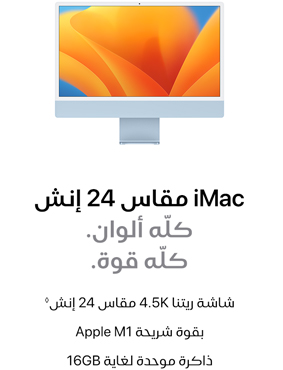 iMac مقاس 24 إنش
كلّه ألوان.
كلّه قوة.
شاشة ريتنا 4.5K مقاس 24 إنش◊
بقوة شريحة Apple M1
ذاكرة موحدة لغاية 16GB